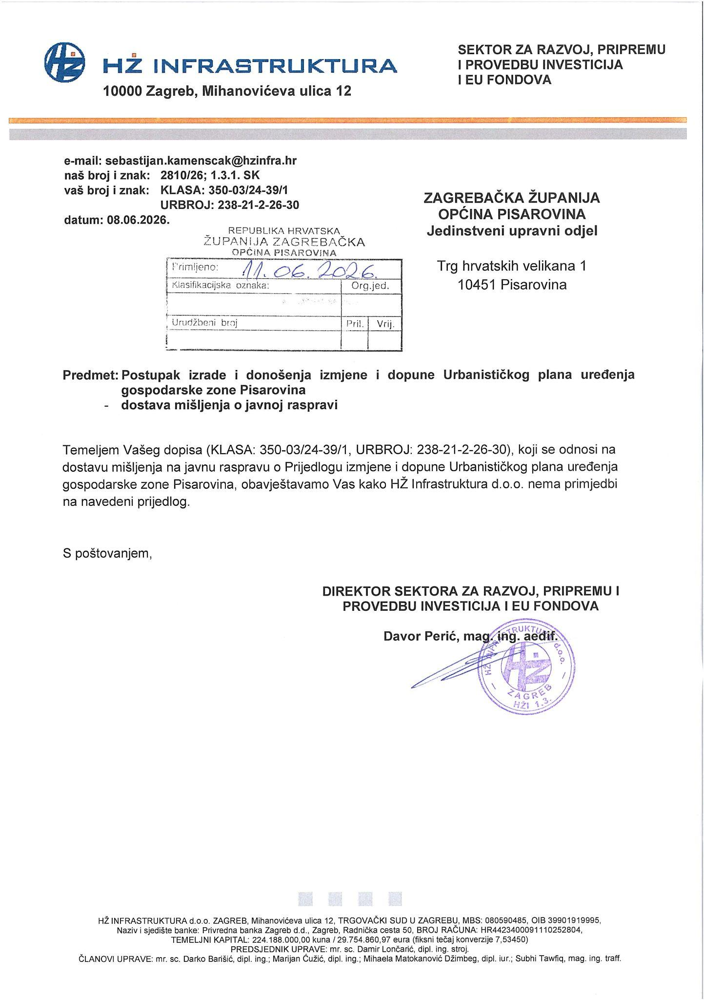 HŽ INFRASTRUKTURA
10000 Zagreb, Mihanovićeva ulica 12
SEKTOR ZA RAZVOJ, PRIPREMU
I PROVEDBU INVESTICIJA
I EU FONDOVA
e-mail: sebastijan.kamenscak@hzinfra.hr
naš broj i znak: 2810/26; 1.3.1. SK
vaš broj i znak: KLASA: 350-03/24-39/1
URBROJ: 238-21-2-26-30
datum: 08.06.2026.
ZAGREBAČKA ŽUPANIJA
OPĆINA PISAROVINA
Jedinstveni upravni odjel
Trg hrvatskih velikana 1
10451 Pisarovina
REPUBLIKA HRVATSKA
ŽUPANIJA ZAGREBAČKA
OPĆINA PISAROVINA
Primljeno: 11. 06. 2026.
Klasifikacijska oznaka: Org.jed.
Urudžbeni broj Pril. Vrij.
Predmet: Postupak izrade i donošenja izmjene i dopune Urbanističkog plana uređenja
gospodarske zone Pisarovina
- dostava mišljenja o javnoj raspravi
Temeljem Vašeg dopisa (KLASA: 350-03/24-39/1, URBROJ: 238-21-2-26-30), koji se odnosi na
dostavu mišljenja na javnu raspravu o Prijedlogu izmjene i dopune Urbanističkog plana uređenja
gospodarske zone Pisarovina, obavještavamo Vas kako HŽ Infrastruktura d.o.o. nema primjedbi
na navedeni prijedlog.
S poštovanjem,
DIREKTOR SEKTORA ZA RAZVOJ, PRIPREMU I
PROVEDBU INVESTICIJA I EU FONDOVA
Davor Perić, mag. ing. aedif.
HŽ INFRASTRUKTURA d.o.o.
ZAGREB
HŽI 1.3.
HŽ INFRASTRUKTURA d.o.o. ZAGREB, Mihanovićeva ulica 12, TRGOVAČKI SUD U ZAGREBU, MBS: 080590485, OIB 39901919995,
Naziv i sjedište banke: Privredna banka Zagreb d.d., Zagreb, Radnička cesta 50, BROJ RAČUNA: HR4423400091110252804,
TEMELJNI KAPITAL: 224.188.000,00 kuna / 29.754.860,97 eura (fiksni tečaj konverzije 7,53450)
PREDSJEDNIK UPRAVE: mr. sc. Damir Lončarić, dipl. ing. stroj.
ČLANOVI UPRAVE: mr. sc. Darko Barišić, dipl. ing.; Marijan Ćužić, dipl. ing.; Mihaela Matokanović Džimbeg, dipl. iur.; Subhi Tawfiq, mag. ing. traff.